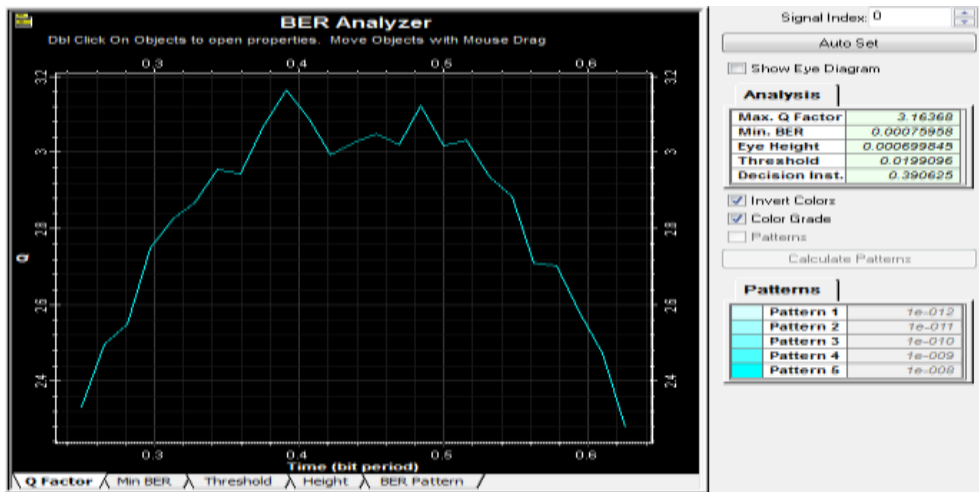 BER Analyzer
Dbl Click On Objects to open properties. Move Objects with Mouse Drag
0.3 0.4 0.5 0.6
3.2 3 2.8 2.6 2.4
Q
3.2 3 2.8 2.6 2.4
0.3 0.4 0.5 0.6
Time (bit period)
Q Factor Min BER Threshold Height BER Pattern
Signal Index: 0
Auto Set
Show Eye Diagram
Analysis
Max. Q Factor 3.16368
Min. BER 0.00075958
Eye Height 0.000699845
Threshold 0.0199096
Decision Inst. 0.390625
Invert Colors
Color Grade
Patterns
Calculate Patterns
Patterns
Pattern 1 1e-012
Pattern 2 1e-011
Pattern 3 1e-010
Pattern 4 1e-009
Pattern 5 1e-008